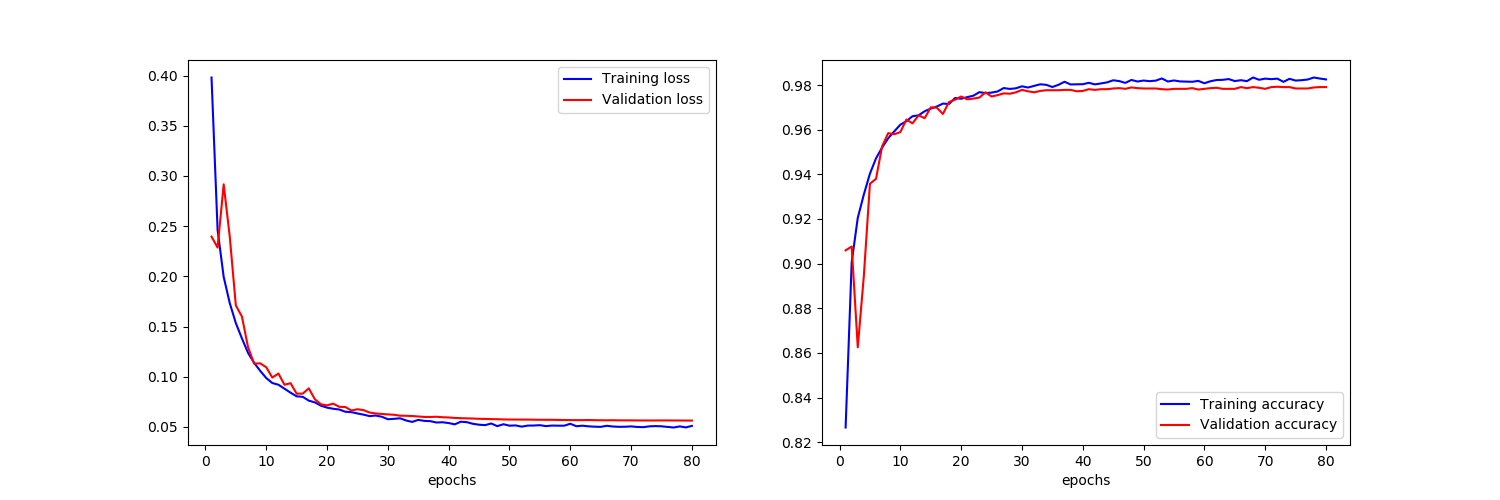 0.40
0.35
0.30
0.25
0.20
0.15
0.10
0.05
0 10 20 30 40 50 60 70 80
epochs
Training loss
Validation loss
0.98
0.96
0.94
0.92
0.90
0.88
0.86
0.84
0.82
0 10 20 30 40 50 60 70 80
epochs
Training accuracy
Validation accuracy